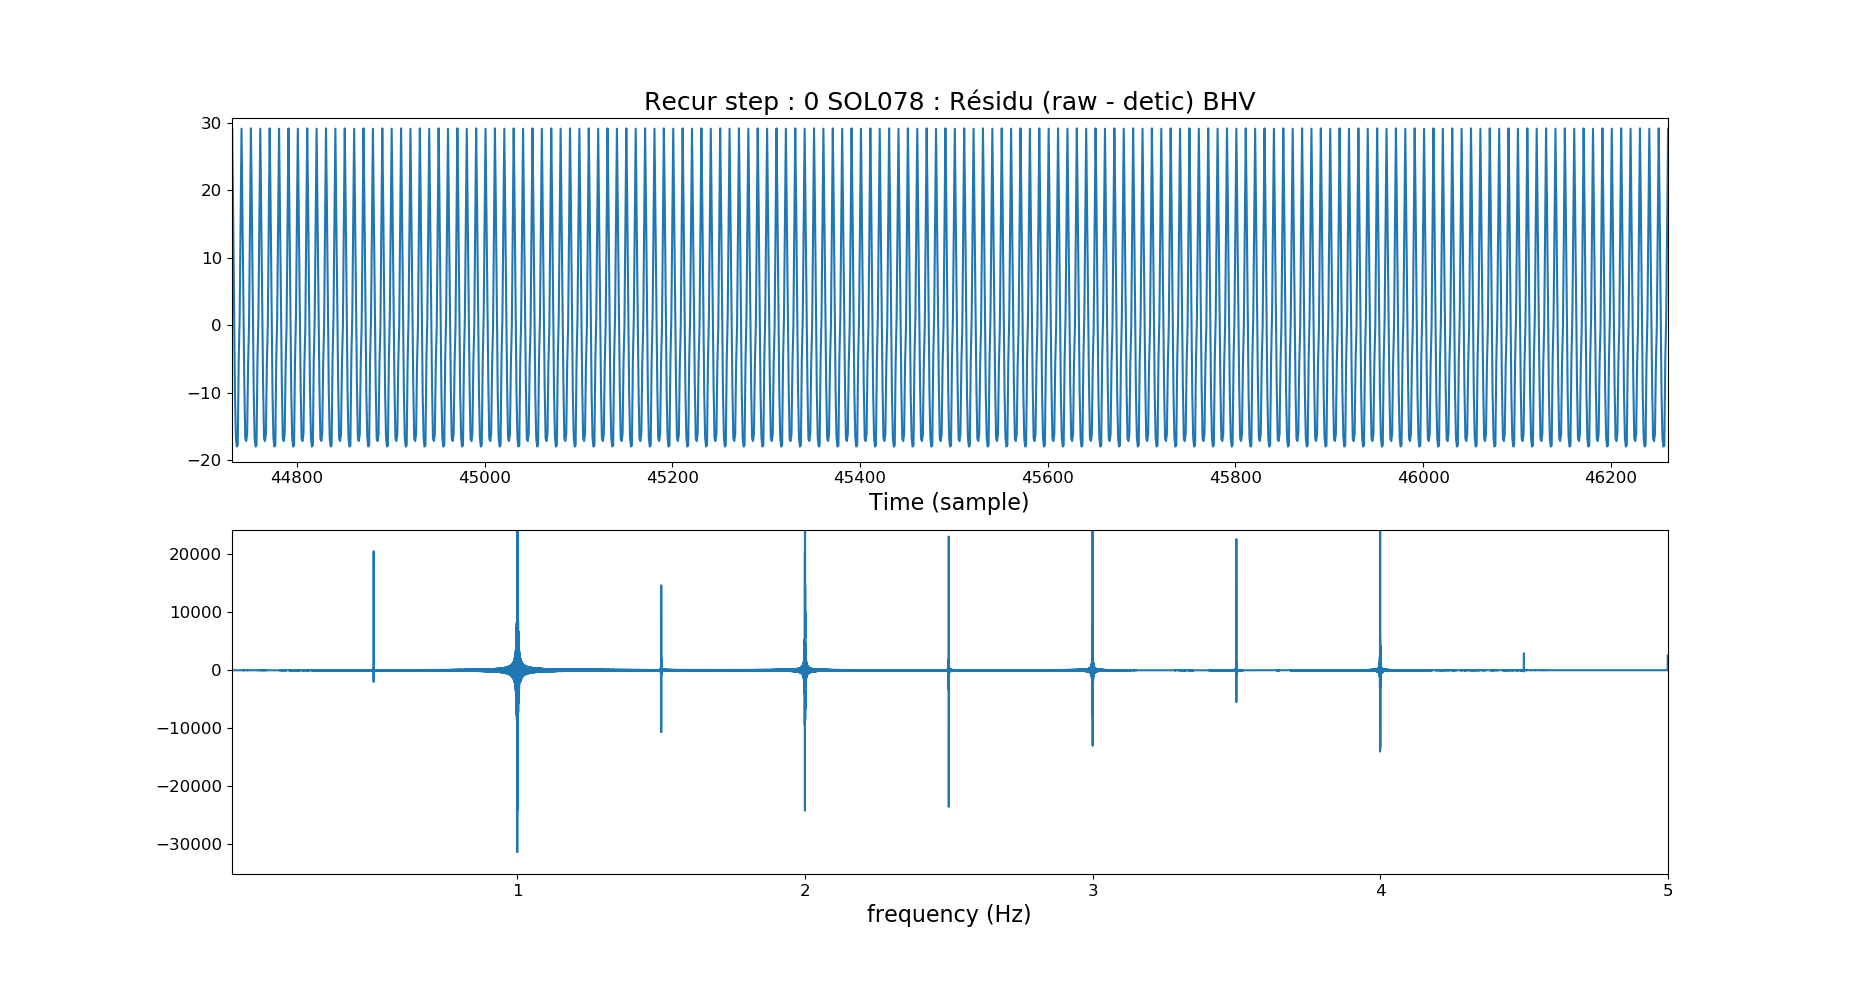 Recur step : 0 SOL078 : Résidu (raw - detic) BHV
30
20
10
0
−10
−20
44800 45000 45200 45400 45600 45800 46000 46200
Time (sample)
20000
10000
0
−10000
−20000
−30000
1 2 3 4 5
frequency (Hz)